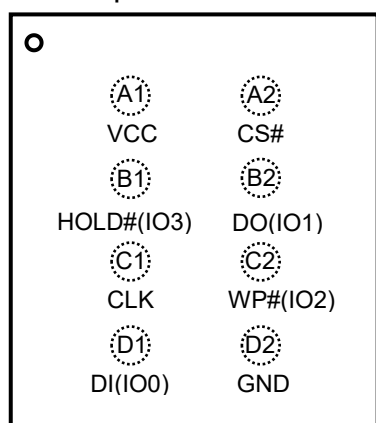 A1 A2
VCC CS#
B1 B2
HOLD#(IO3) DO(IO1)
C1 C2
CLK WP#(IO2)
D1 D2
DI(IO0) GND